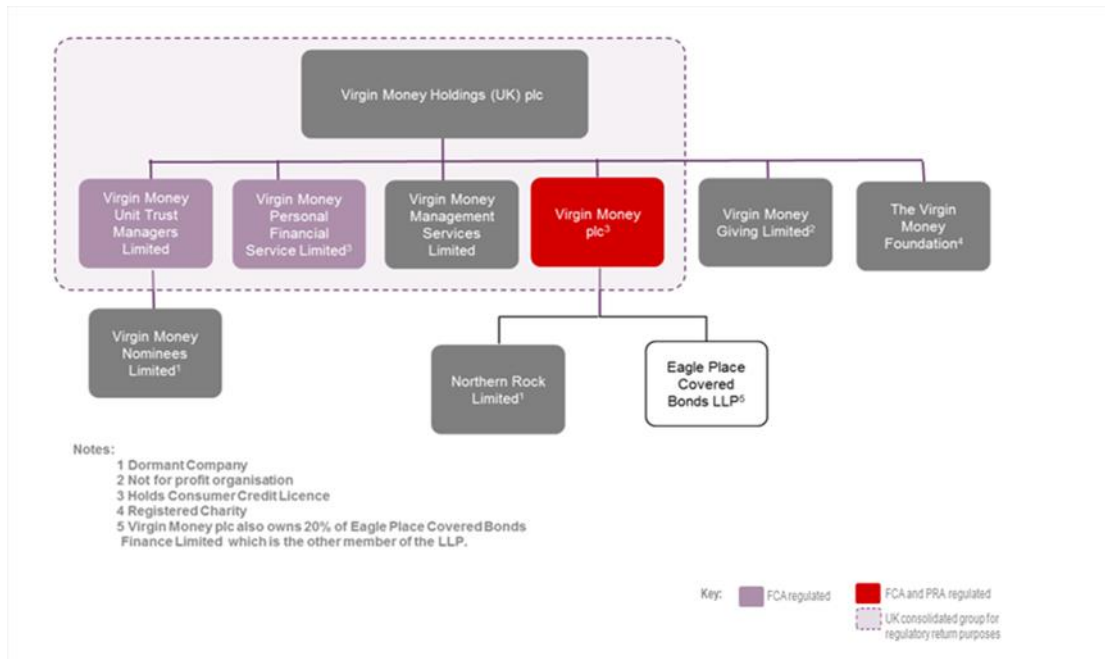 Virgin Money Holdings (UK) plc
Virgin Money
Unit Trust
Managers
Limited
Virgin Money
Personal
Financial
Service Limited³
Virgin Money
Management
Services
Limited
Virgin Money
plc³
Virgin Money
Giving Limited²
The Virgin
Money
Foundation⁴
Virgin Money
Nominees
Limited¹
Northern Rock
Limited¹
Eagle Place
Covered
Bonds LLP⁵
Notes:
1 Dormant Company
2 Not for profit organisation
3 Holds Consumer Credit Licence
4 Registered Charity
5 Virgin Money plc also owns 20% of Eagle Place Covered Bonds
Finance Limited which is the other member of the LLP.
Key:
FCA regulated
FCA and PRA regulated
UK consolidated group for
regulatory return purposes